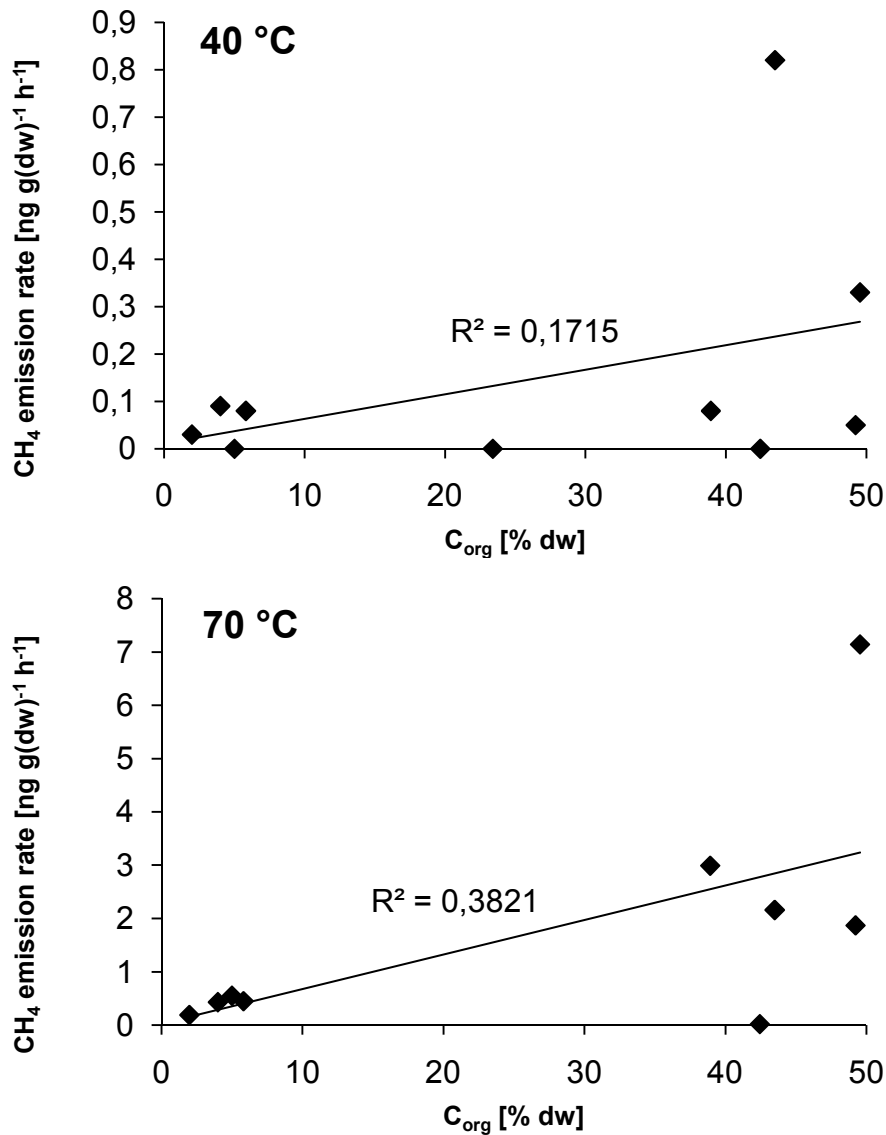 40 °C
CH₄ emission rate [ng g(dw)⁻¹ h⁻¹]
0,9
0,8
0,7
0,6
0,5
0,4
0,3
0,2
0,1
0
R² = 0,1715
0 10 20 30 40 50
C_org [% dw]
70 °C
CH₄ emission rate [ng g(dw)⁻¹ h⁻¹]
8
7
6
5
4
3
2
1
0
R² = 0,3821
0 10 20 30 40 50
C_org [% dw]